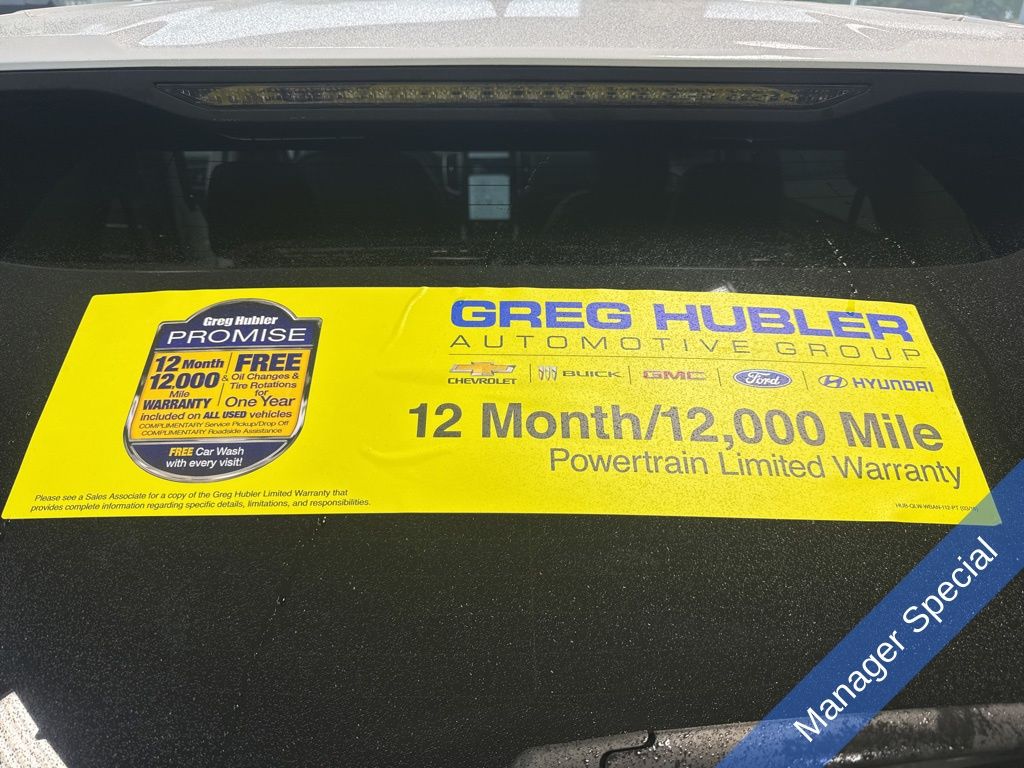 Greg Hubler
PROMISE
12 Month
12,000
Mile
WARRANTY
& FREE
Oil Changes &
Tire Rotations
for
One Year
included on ALL USED vehicles
COMPLIMENTARY Service Pickup/Drop Off
COMPLIMENTARY Roadside Assistance
FREE Car Wash
with every visit!
Please see a Sales Associate for a copy of the Greg Hubler Limited Warranty that
provides complete information regarding specific details, limitations, and responsibilities.
GREG HUBLER
AUTOMOTIVE GROUP
CHEVROLET BUICK GMC Ford HYUNDAI
12 Month/12,000 Mile
Powertrain Limited Warranty
Manager Special